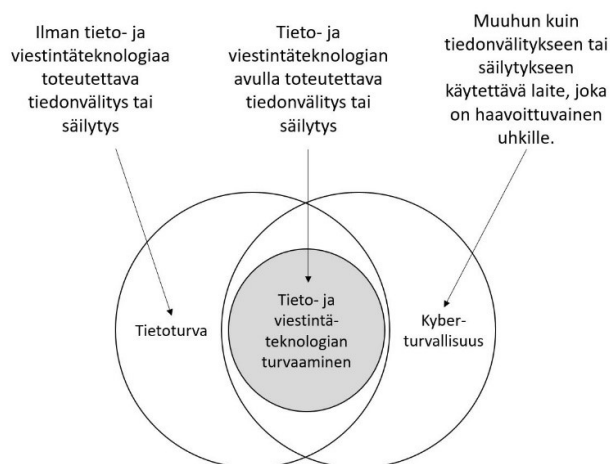 Ilman tieto- ja
viestintäteknologiaa
toteutettava
tiedonvälitys tai
säilytys
Tieto- ja
viestintäteknologian
avulla toteutettava
tiedonvälitys tai
säilytys
Muuhun kuin
tiedonvälitykseen tai
säilytykseen
käytettävä laite, joka
on haavoittuvainen
uhkille.
Tietoturva
Tieto- ja
viestintä-
teknologian
turvaaminen
Kyber-
turvallisuus